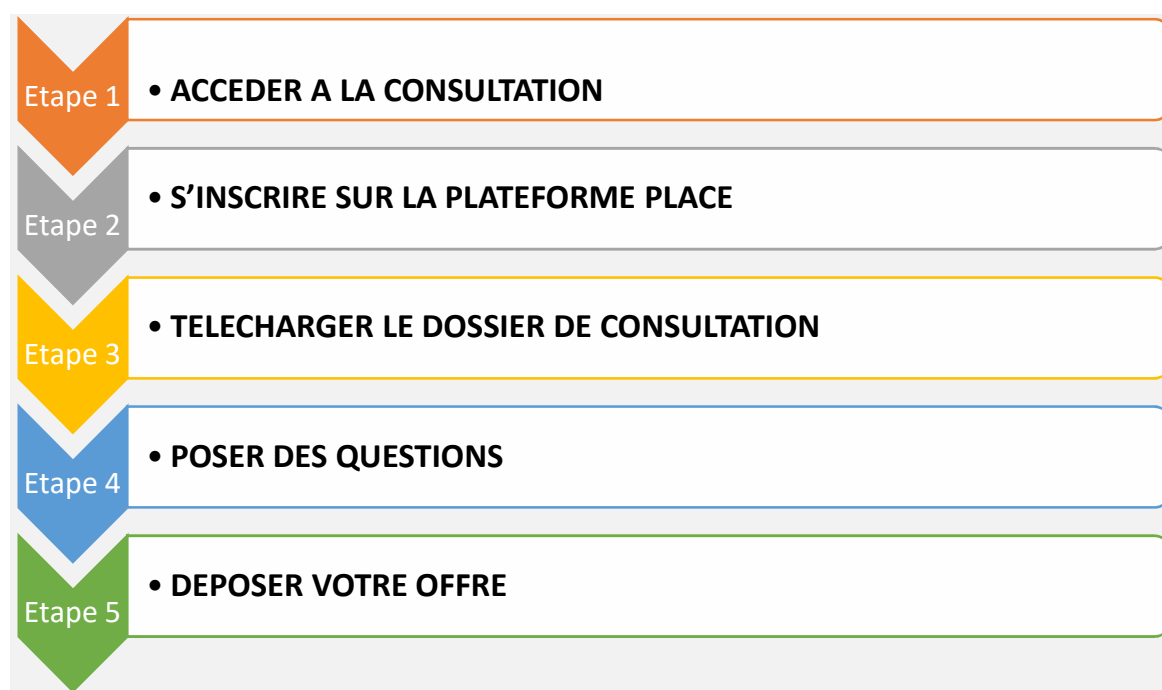 Etape 1
• ACCEDER A LA CONSULTATION
Etape 2
• S’INSCRIRE SUR LA PLATEFORME PLACE
Etape 3
• TELECHARGER LE DOSSIER DE CONSULTATION
Etape 4
• POSER DES QUESTIONS
Etape 5
• DEPOSER VOTRE OFFRE